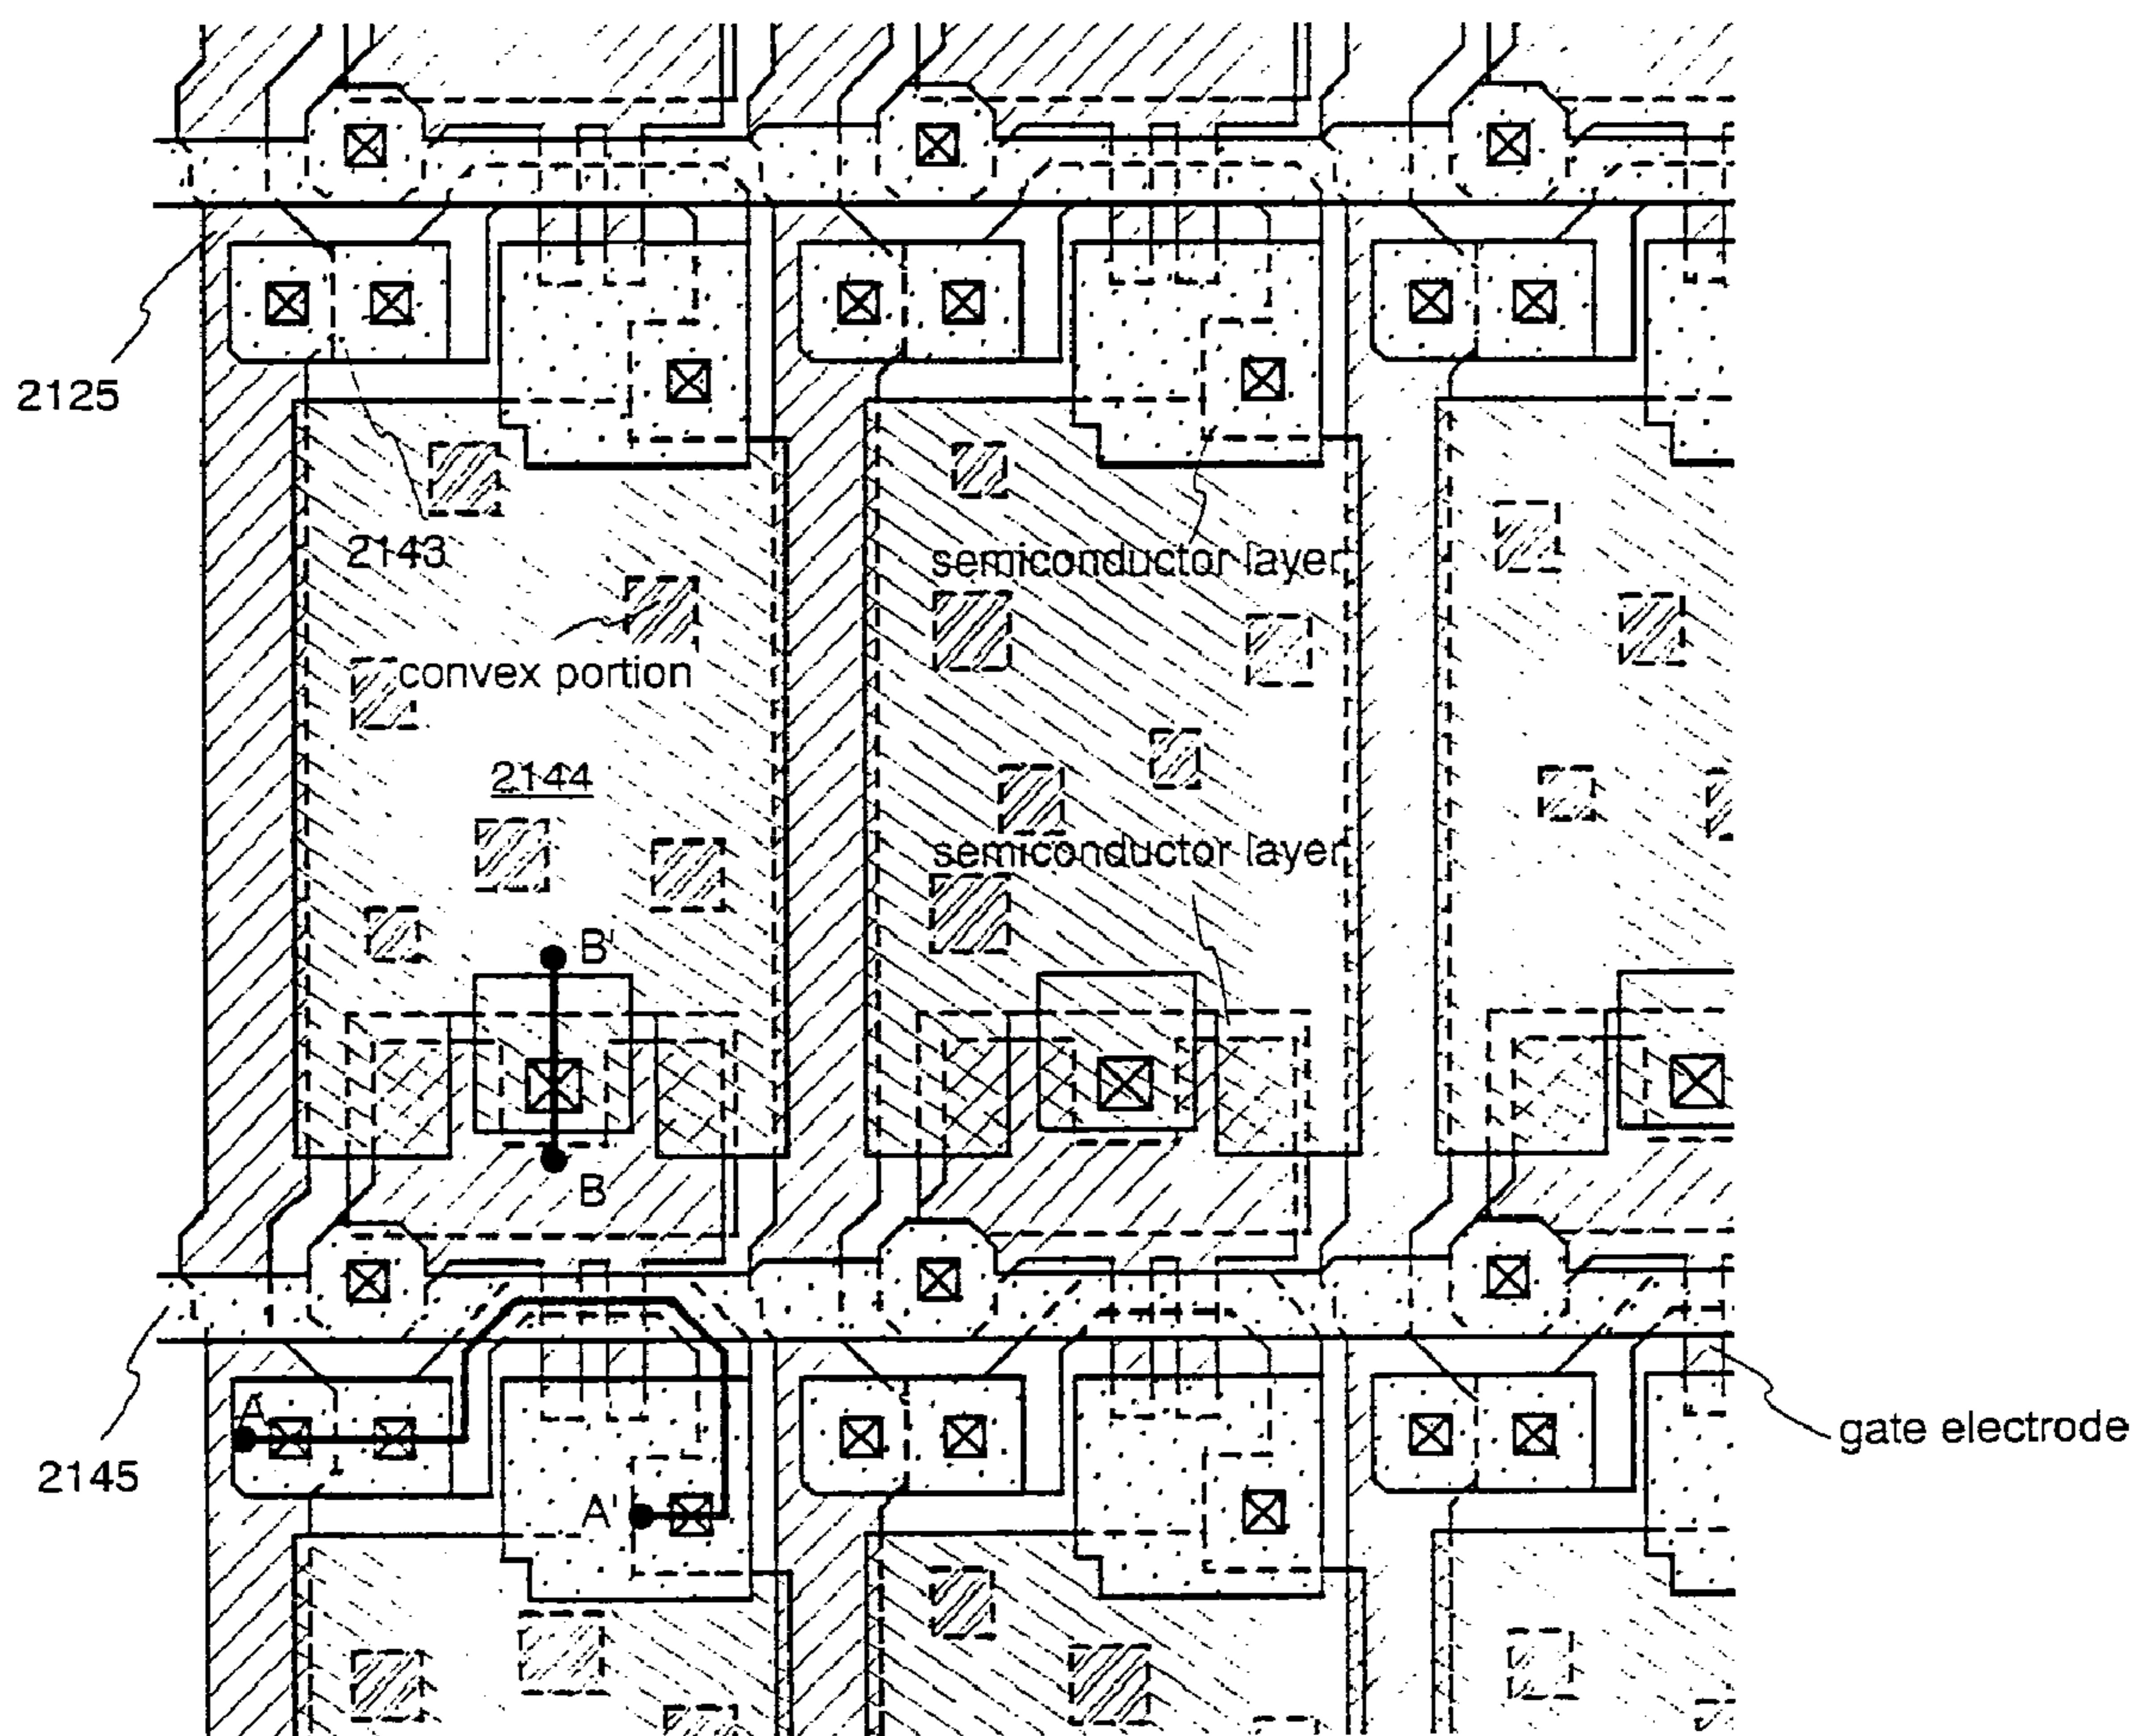 2125
2143
semiconductor layer
convex portion
2144
semiconductor layer
B'
B
A
gate electrode
2145
A'